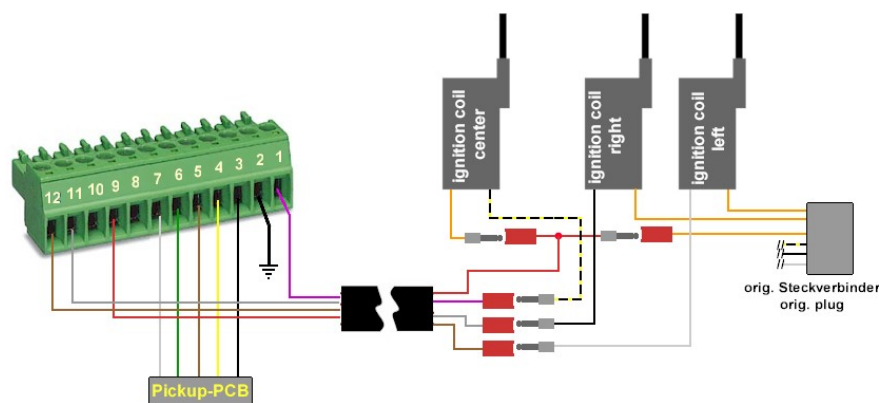 ignition coil
center
ignition coil
right
ignition coil
left
12 11 10 9 8 7 6 5 4 3 2 1
orig. Steckverbinder
orig. plug
Pickup-PCB